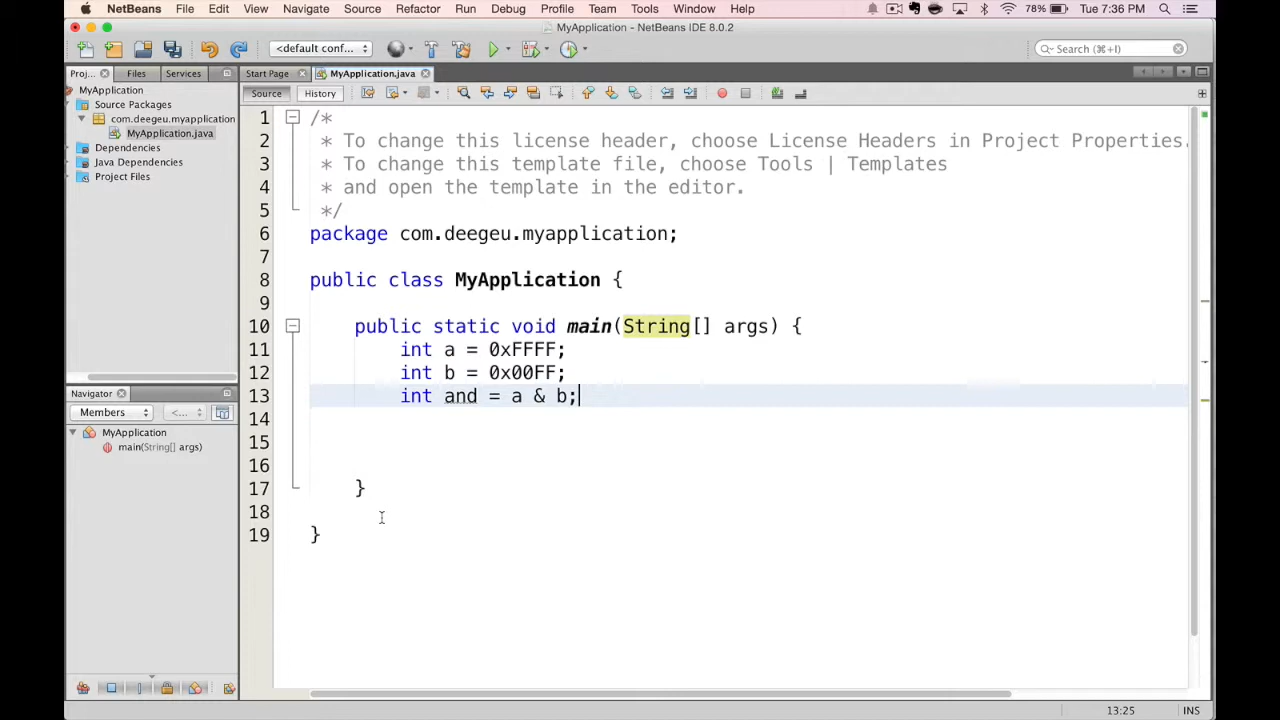 NetBeans File Edit View Navigate Source Refactor Run Debug Profile Team Tools Window Help 78% Tue 7:36 PM
MyApplication - NetBeans IDE 8.0.2
<default conf... Search (⌘+I)
Proj... Files Services Start Page MyApplication.java
Source History
MyApplication
Source Packages
com.deegeu.myapplication
MyApplication.java
Dependencies
Java Dependencies
Project Files
Navigator
Members <...
MyApplication
main(String[] args)
1 /*
2 * To change this license header, choose License Headers in Project Properties.
3 * To change this template file, choose Tools | Templates
4 * and open the template in the editor.
5 */
6 package com.deegeu.myapplication;
7
8 public class MyApplication {
9
10 public static void main(String[] args) {
11 int a = 0xFFFF;
12 int b = 0x00FF;
13 int and = a & b;
14
15
16
17 }
18
19 }
13:25 INS